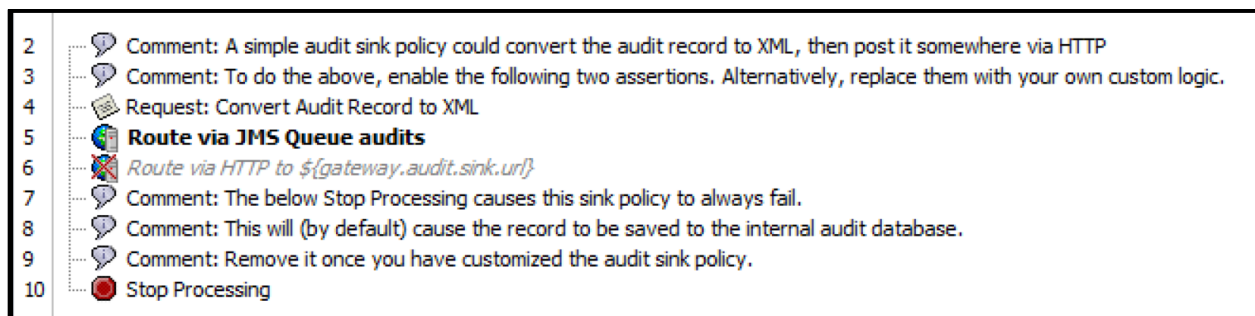 2 Comment: A simple audit sink policy could convert the audit record to XML, then post it somewhere via HTTP
3 Comment: To do the above, enable the following two assertions. Alternatively, replace them with your own custom logic.
4 Request: Convert Audit Record to XML
5 Route via JMS Queue audits
6 Route via HTTP to ${gateway.audit.sink.url}
7 Comment: The below Stop Processing causes this sink policy to always fail.
8 Comment: This will (by default) cause the record to be saved to the internal audit database.
9 Comment: Remove it once you have customized the audit sink policy.
10 Stop Processing